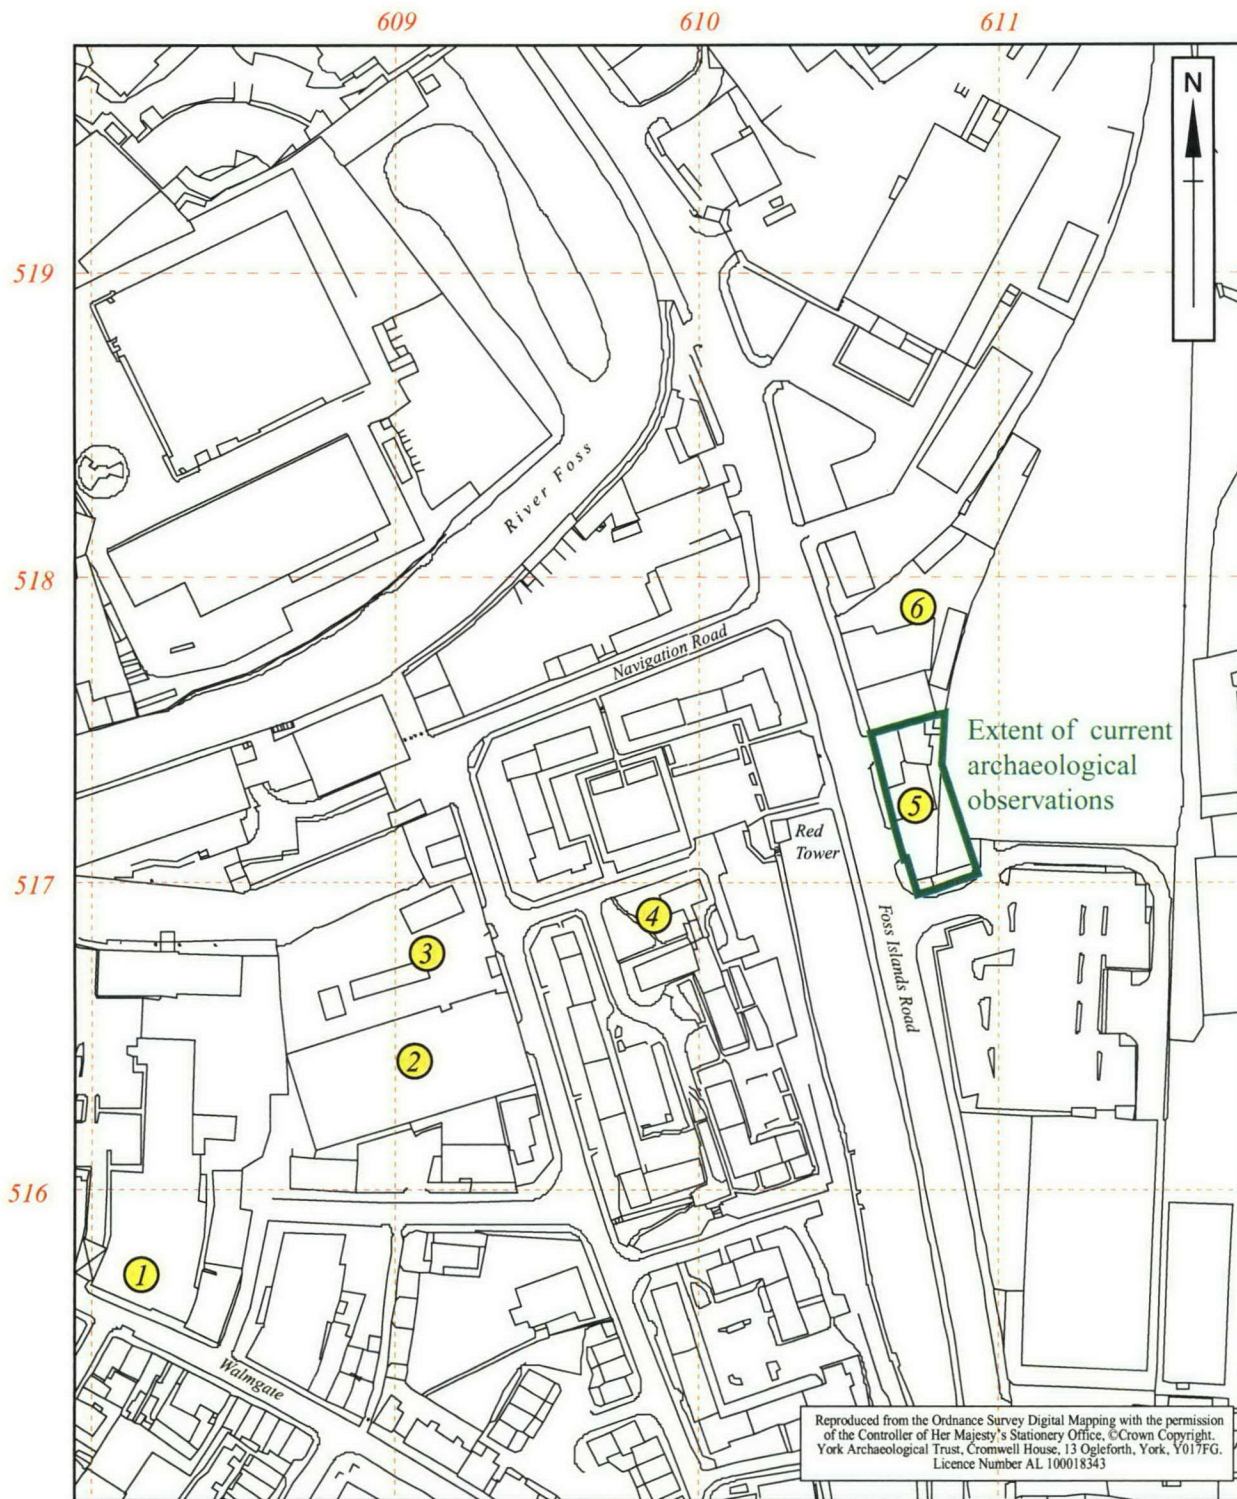 609
610
611
N
519
River Foss
518
6
Navigation Road
Extent of current
archaeological
observations
5
Red
Tower
517
4
Foss Islands Road
3
2
516
1
Walmgate
Reproduced from the Ordnance Survey Digital Mapping with the permission
of the Controller of Her Majesty's Stationery Office, ©Crown Copyright.
York Archaeological Trust, Cromwell House, 13 Ogleforth, York, YO17FG.
Licence Number AL 100018343